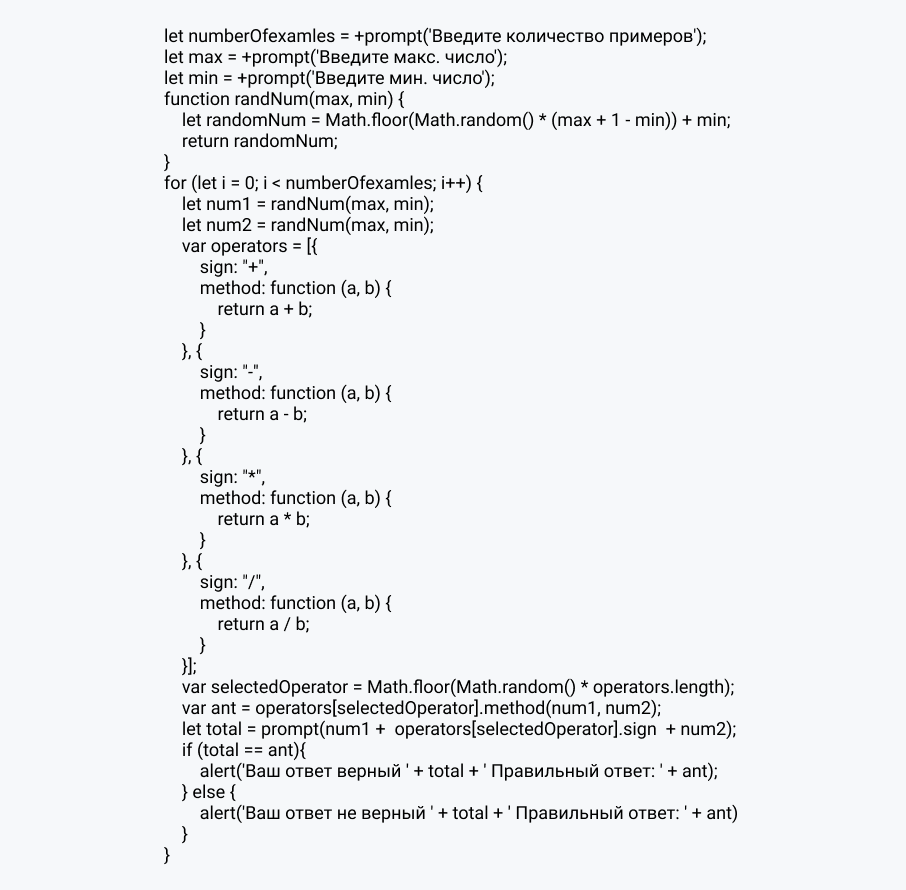 let numberOfexamles = +prompt('Введите количество примеров');
let max = +prompt('Введите макс. число');
let min = +prompt('Введите мин. число');
function randNum(max, min) {
let randomNum = Math.floor(Math.random() * (max + 1 - min)) + min;
return randomNum;
}
for (let i = 0; i < numberOfexamles; i++) {
let num1 = randNum(max, min);
let num2 = randNum(max, min);
var operators = [{
sign: "+",
method: function (a, b) {
return a + b;
}
}, {
sign: "-",
method: function (a, b) {
return a - b;
}
}, {
sign: "*",
method: function (a, b) {
return a * b;
}
}, {
sign: "/",
method: function (a, b) {
return a / b;
}
}];
var selectedOperator = Math.floor(Math.random() * operators.length);
var ant = operators[selectedOperator].method(num1, num2);
let total = prompt(num1 +  operators[selectedOperator].sign  + num2);
if (total == ant){
alert('Ваш ответ верный ' + total + ' Правильный ответ: ' + ant);
} else {
alert('Ваш ответ не верный ' + total + ' Правильный ответ: ' + ant)
}
}